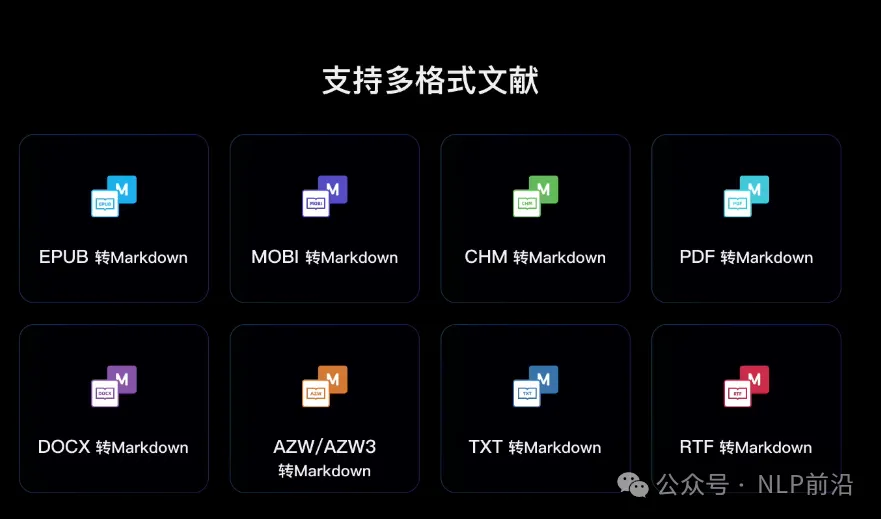 支持多格式文献
M
EPUB
EPUB 转Markdown
M
MOBI
MOBI 转Markdown
M
CHM
CHM 转Markdown
M
PDF
PDF 转Markdown
M
DOCX
DOCX 转Markdown
M
AZW
AZW/AZW3
转Markdown
M
TXT
TXT 转Markdown
M
RTF
RTF 转Markdown
公众号 · NLP前沿